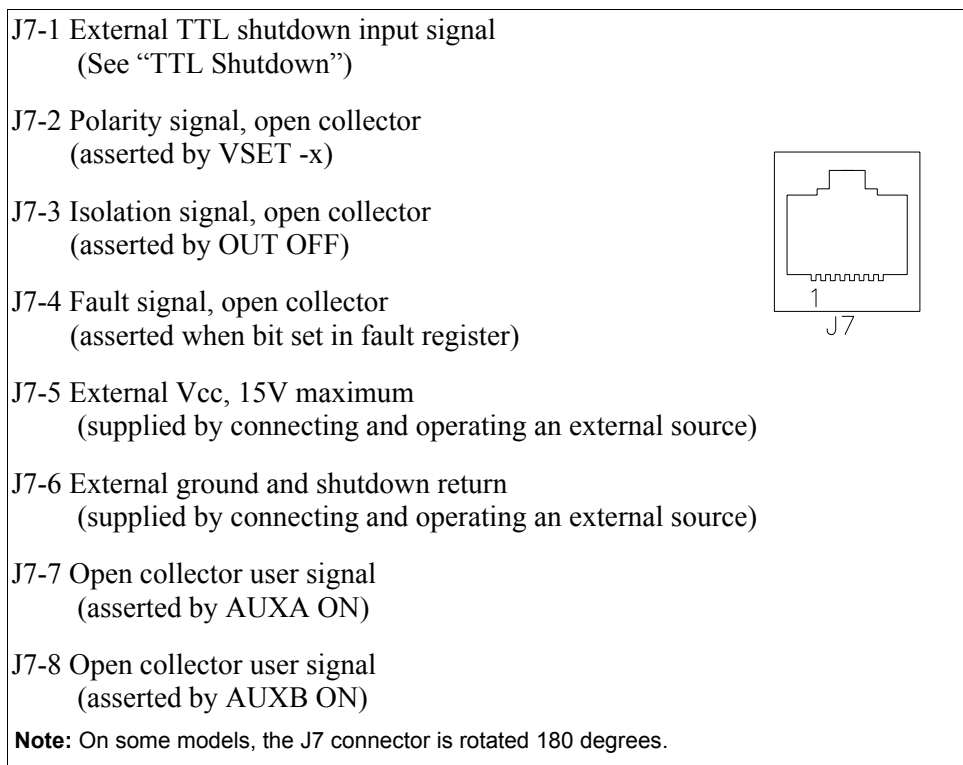 J7-1 External TTL shutdown input signal
(See “TTL Shutdown”)
J7-2 Polarity signal, open collector
(asserted by VSET -x)
J7-3 Isolation signal, open collector
(asserted by OUT OFF)
J7-4 Fault signal, open collector
(asserted when bit set in fault register)
J7-5 External Vcc, 15V maximum
(supplied by connecting and operating an external source)
J7-6 External ground and shutdown return
(supplied by connecting and operating an external source)
J7-7 Open collector user signal
(asserted by AUXA ON)
J7-8 Open collector user signal
(asserted by AUXB ON)
Note: On some models, the J7 connector is rotated 180 degrees.
1
J7